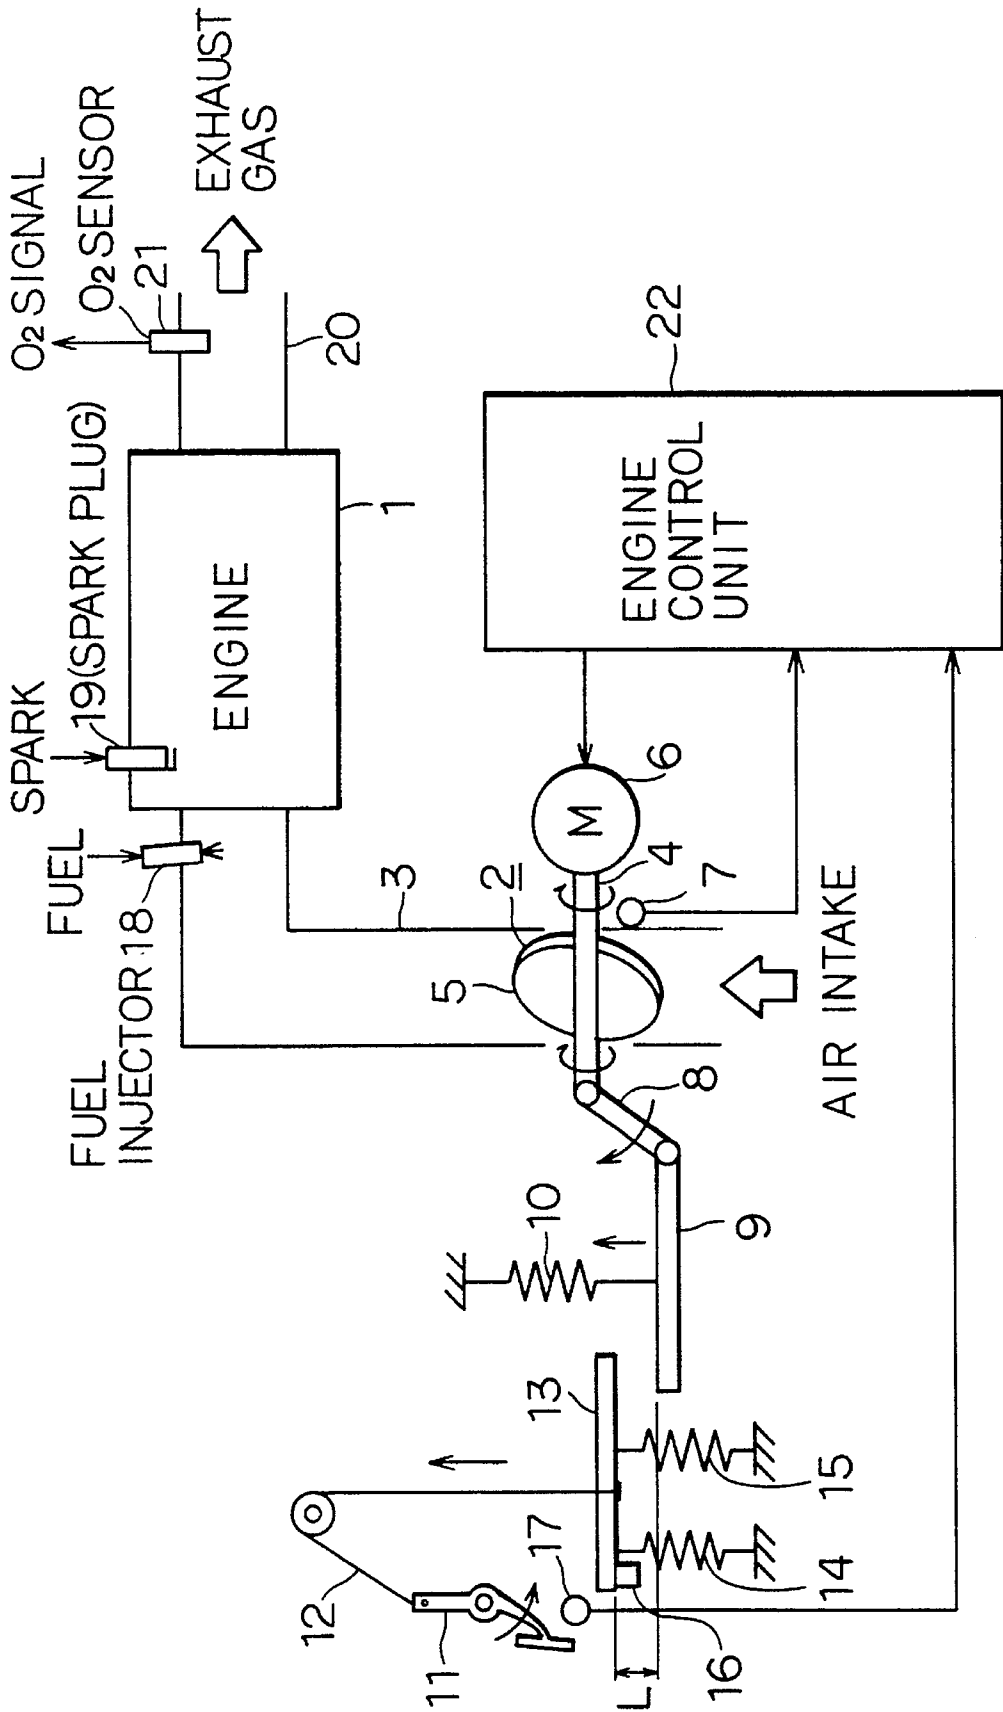 O2 SIGNAL
O2 SENSOR
21
EXHAUST
GAS
20
SPARK
19(SPARK PLUG)
ENGINE
1
FUEL
FUEL
INJECTOR 18
3
2
5
4
6
M
7
8
9
10
AIR INTAKE
ENGINE
CONTROL
UNIT
22
11
12
13
14
15
16
17
L